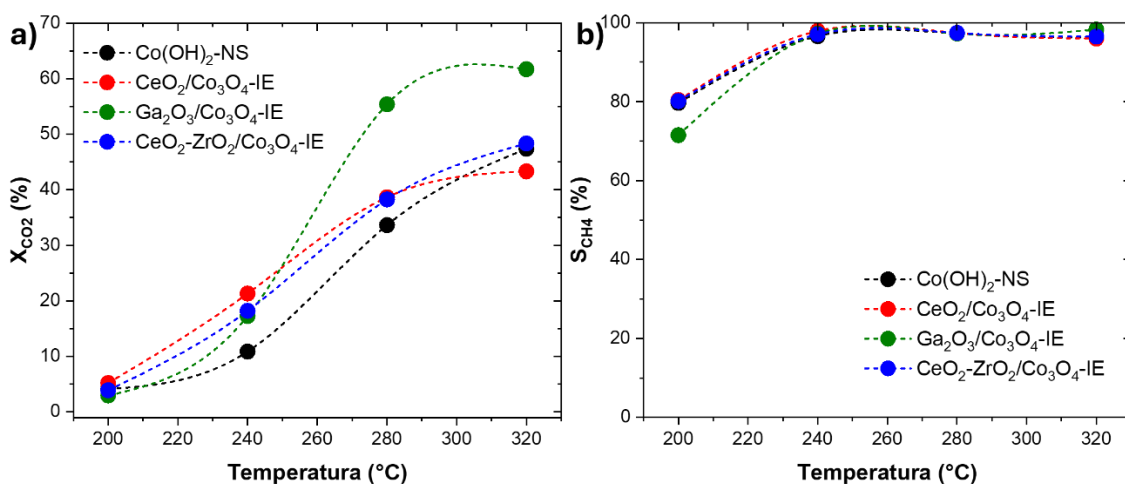 a)
70
60
50
40
30
20
10
0
X_CO2 (%)
Co(OH)2-NS
CeO2/Co3O4-IE
Ga2O3/Co3O4-IE
CeO2-ZrO2/Co3O4-IE
200 220 240 260 280 300 320
Temperatura (°C)
b)
100
80
60
40
20
0
S_CH4 (%)
Co(OH)2-NS
CeO2/Co3O4-IE
Ga2O3/Co3O4-IE
CeO2-ZrO2/Co3O4-IE
200 220 240 260 280 300 320
Temperatura (°C)